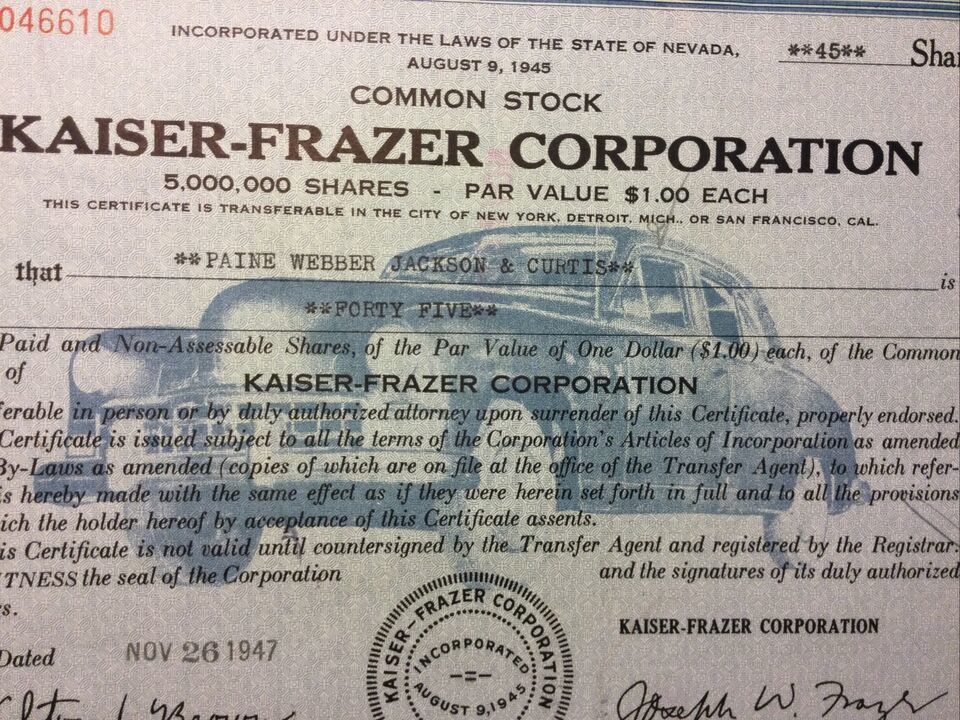 046610
INCORPORATED UNDER THE LAWS OF THE STATE OF NEVADA,
**45** Sha
AUGUST 9, 1945
COMMON STOCK
KAISER-FRAZER CORPORATION
5,000,000 SHARES - PAR VALUE $1.00 EACH
THIS CERTIFICATE IS TRANSFERABLE IN THE CITY OF NEW YORK, DETROIT, MICH., OR SAN FRANCISCO, CAL.
that **PAINE WEBBER JACKSON & CURTIS** is
**FORTY FIVE**
Paid and Non-Assessable Shares, of the Par Value of One Dollar ($1.00) each, of the Common
of
KAISER-FRAZER CORPORATION
ferable in person or by duly authorized attorney upon surrender of this Certificate, properly endorsed.
Certificate is issued subject to all the terms of the Corporation's Articles of Incorporation as amended
By-Laws as amended (copies of which are on file at the office of the Transfer Agent), to which refer-
is hereby made with the same effect as if they were herein set forth in full and to all the provisions
ich the holder hereof by acceptance of this Certificate assents.
is Certificate is not valid until countersigned by the Transfer Agent and registered by the Registrar.
TNESS the seal of the Corporation and the signatures of its duly authorized
s.
KAISER-FRAZER CORPORATION
INCORPORATED
AUGUST 9, 1945
KAISER-FRAZER CORPORATION
Dated NOV 26 1947
Joseph W. Frazer